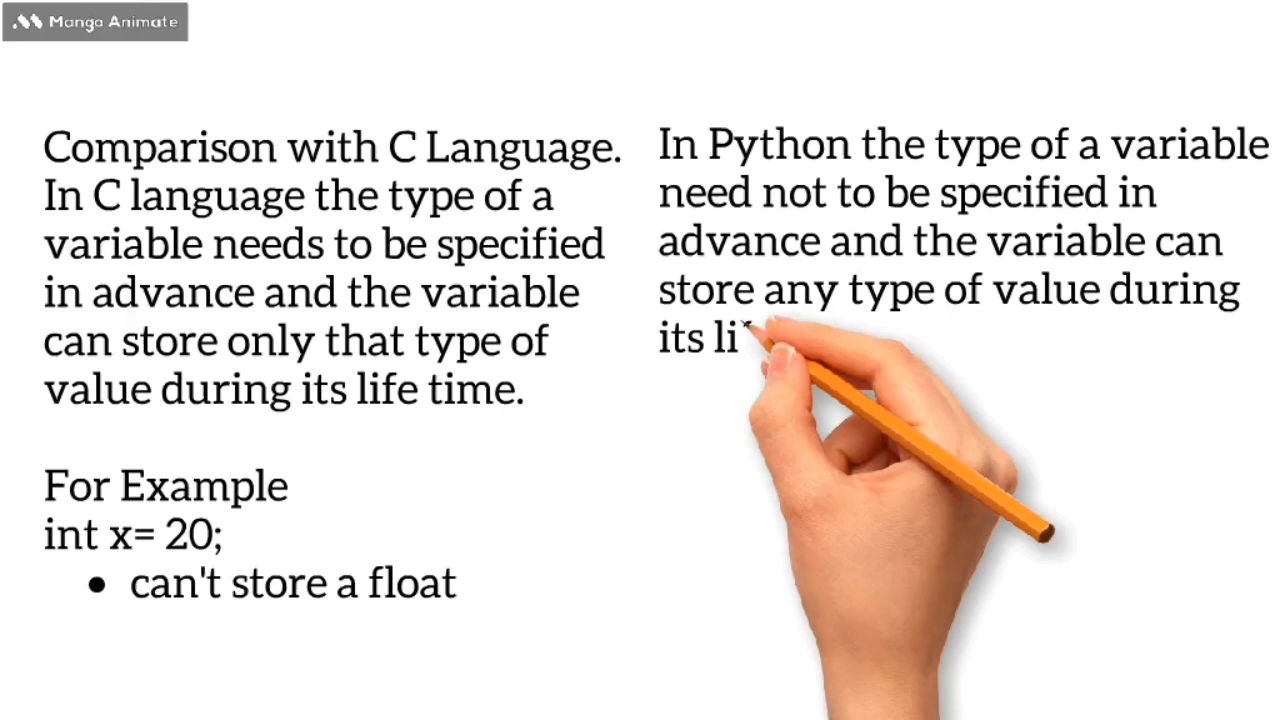 Manga Animate
Comparison with C Language.
In C language the type of a
variable needs to be specified
in advance and the variable
can store only that type of
value during its life time.
For Example
int x= 20;
can't store a float
In Python the type of a variable
need not to be specified in
advance and the variable can
store any type of value during
its